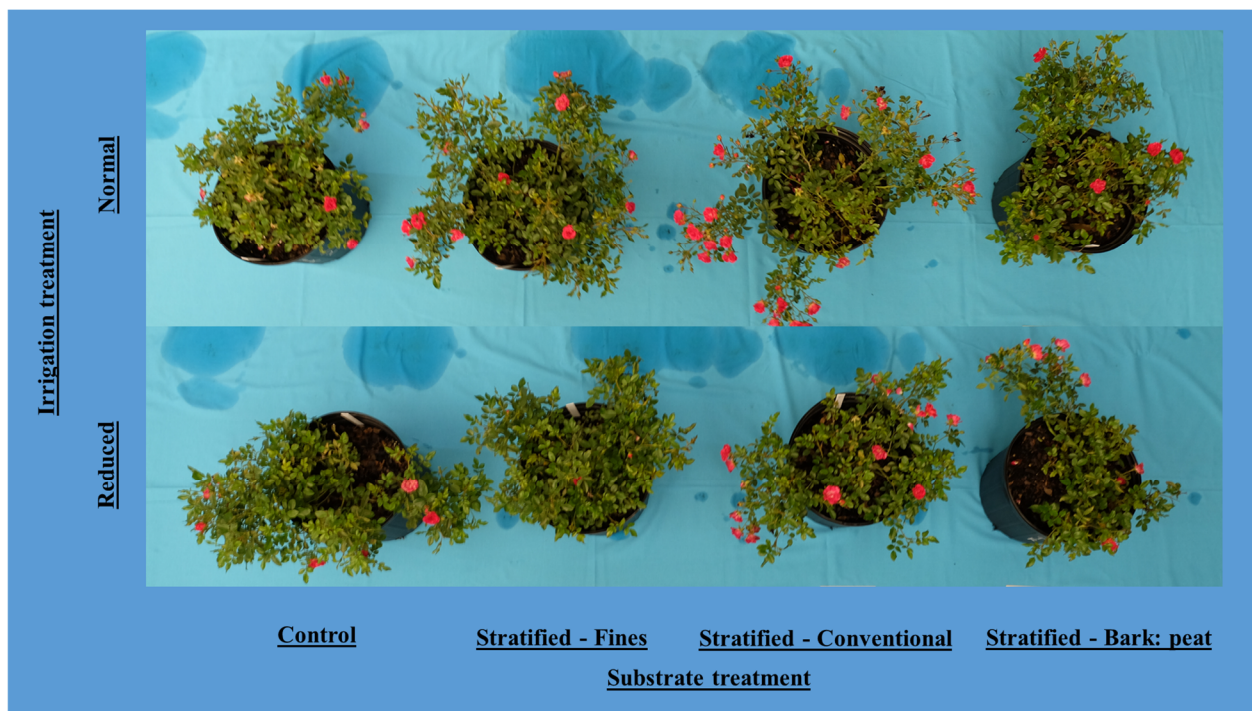 Irrigation treatment
Normal
Reduced
Control
Stratified - Fines
Stratified - Conventional
Stratified - Bark: peat
Substrate treatment